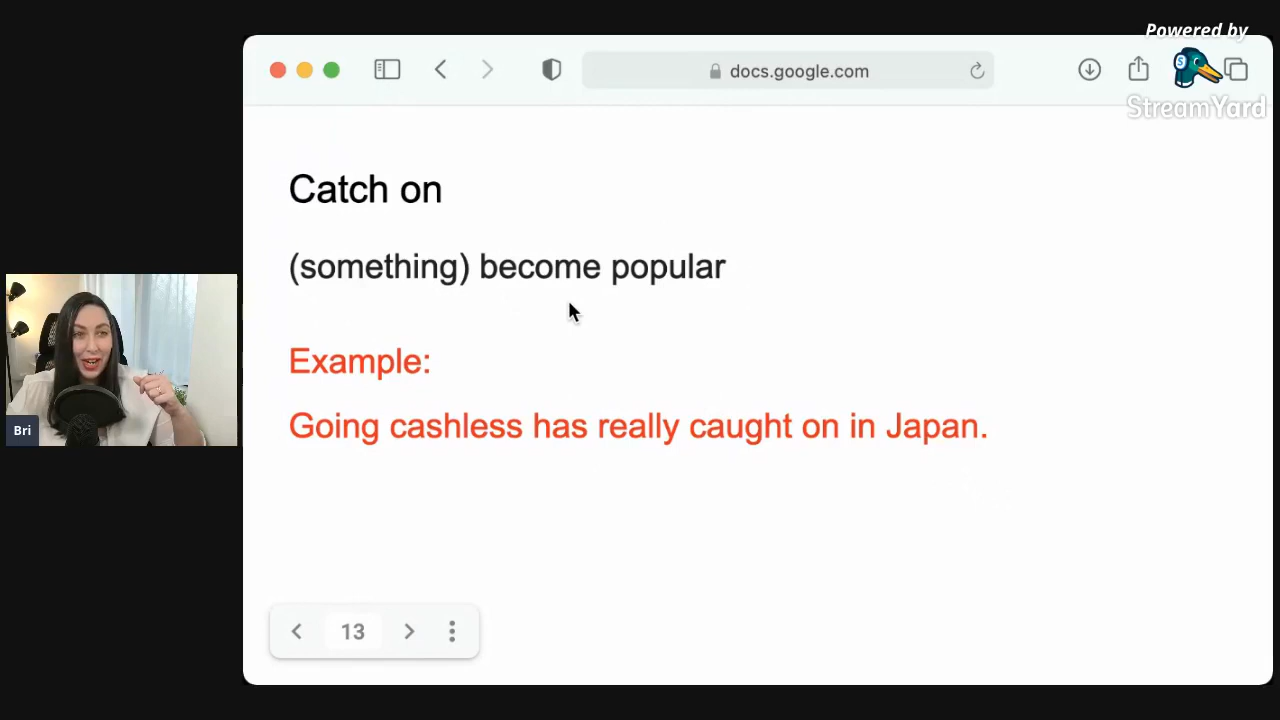 Powered by
docs.google.com
StreamYard
Catch on
(something) become popular
Example:
Going cashless has really caught on in Japan.
Bri
13